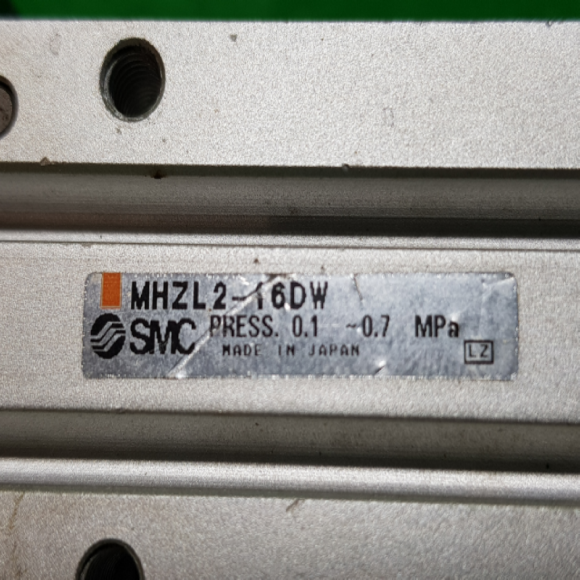 MHZL2-16DW
SMC PRESS. 0.1 ~0.7 MPa
MADE IN JAPAN
LZ